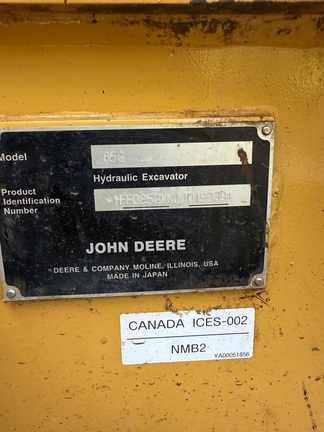 Model 85G
Hydraulic Excavator
Product
Identification
Number
JOHN DEERE
DEERE & COMPANY MOLINE, ILLINOIS, USA
MADE IN JAPAN
CANADA ICES-002
NMB2
YA00051856